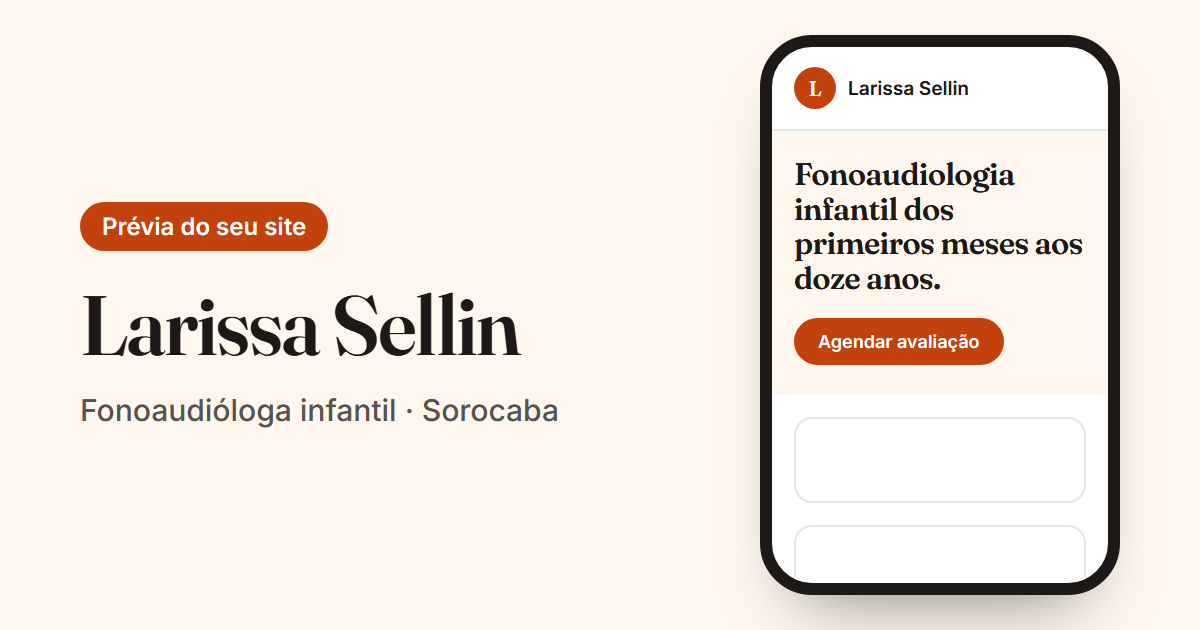 Prévia do seu site
Larissa Sellin
Fonoaudióloga infantil · Sorocaba
L
Larissa Sellin
Fonoaudiologia
infantil dos
primeiros meses aos
doze anos.
Agendar avaliação